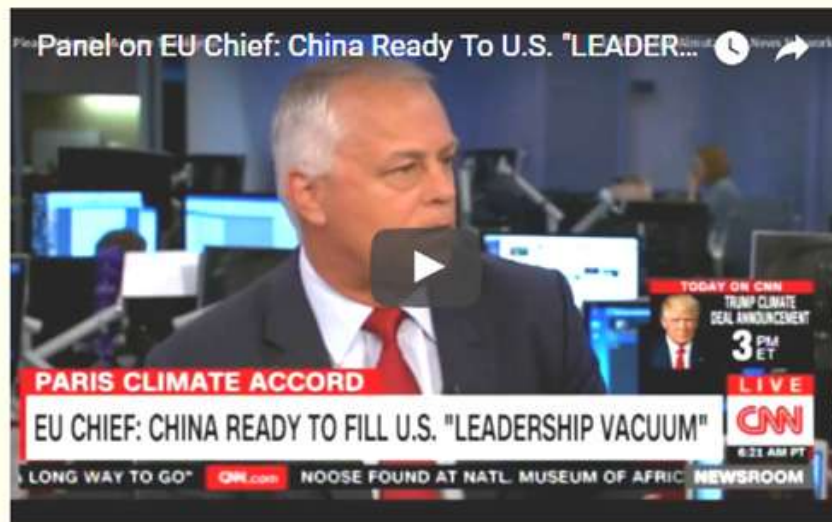 Panel on EU Chief: China Ready To U.S. "LEADER...
TODAY ON CNN
TRUMP CLIMATE
DEAL ANNOUNCEMENT
3 PM
ET
PARIS CLIMATE ACCORD
LIVE
EU CHIEF: CHINA READY TO FILL U.S. "LEADERSHIP VACUUM"
CNN
6:21 AM PT
LONG WAY TO GO"
CNN.com
NOOSE FOUND AT NATL. MUSEUM OF AFRIC
NEWSROOM